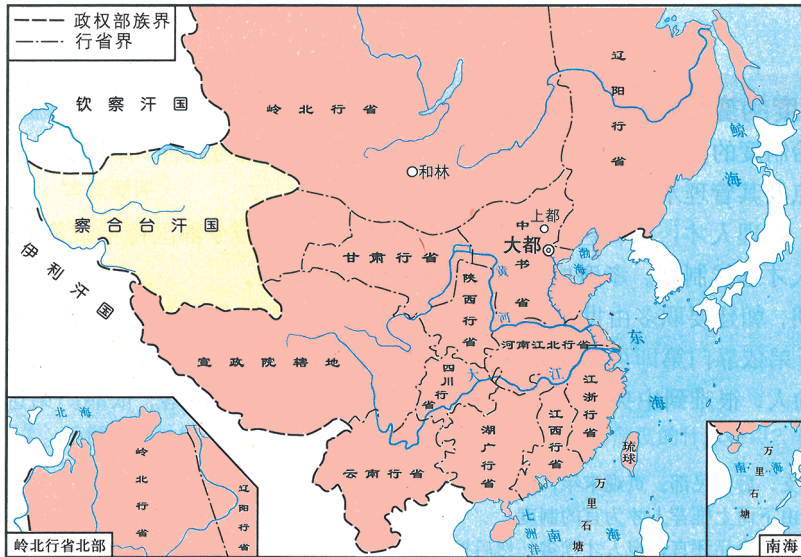 政权部族界
行省界
钦察汗国
岭北行省
辽阳行省
鲸海
和林
察合台汗国
上都
中书省
大都
甘肃行省
伊利汗国
渤海
陕西行省
黄河
宣政院辖地
河南江北行省
东海
四川行省
大江
江浙行省
江西行省
湖广行省
云南行省
琉球
万里石塘
七洲洋
南海
北海
岭北行省
辽阳行省
岭北行省北部
南海
万里石塘
南海